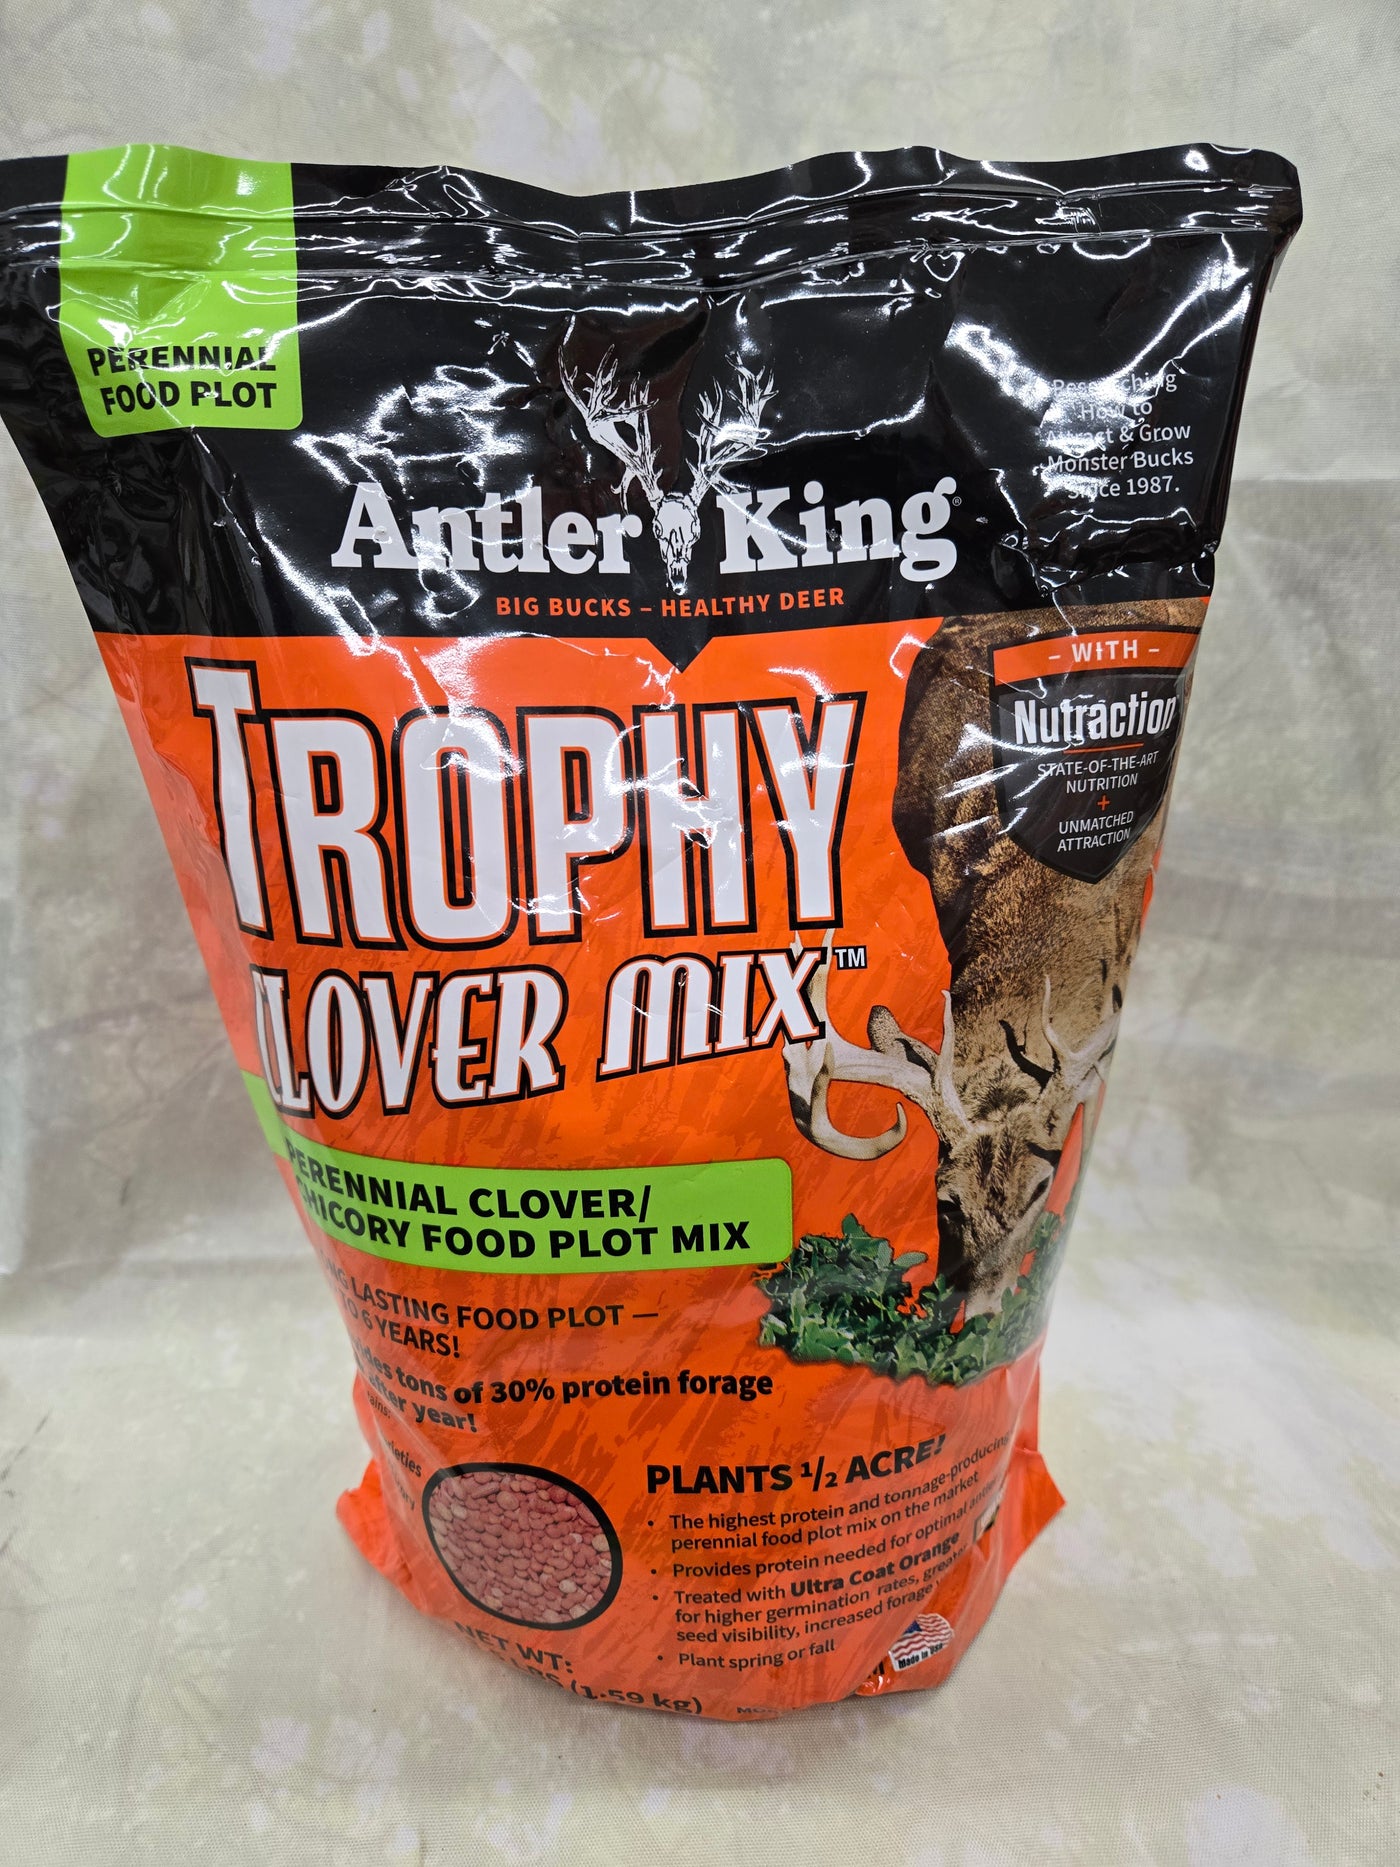 PERENNIAL
FOOD PLOT
Researching
How to
Attract & Grow
Monster Bucks
Since 1987.
Antler King®
BIG BUCKS – HEALTHY DEER
– WITH –
Nutraction
STATE-OF-THE-ART
NUTRITION
+
UNMATCHED
ATTRACTION
TROPHY
CLOVER MIX™
PERENNIAL CLOVER/
CHICORY FOOD PLOT MIX
LASTING FOOD PLOT —
6 YEARS!
tons of 30% protein forage
after year!
PLANTS ½ ACRE!
• The highest protein and tonnage-producing
perennial food plot mix on the market
• Provides protein needed for optimal
• Treated with Ultra Coat Orange
for higher germination rates, greater
seed visibility, increased forage
• Plant spring or fall
NET WT:
LBS (1.59 kg)
Made in USA